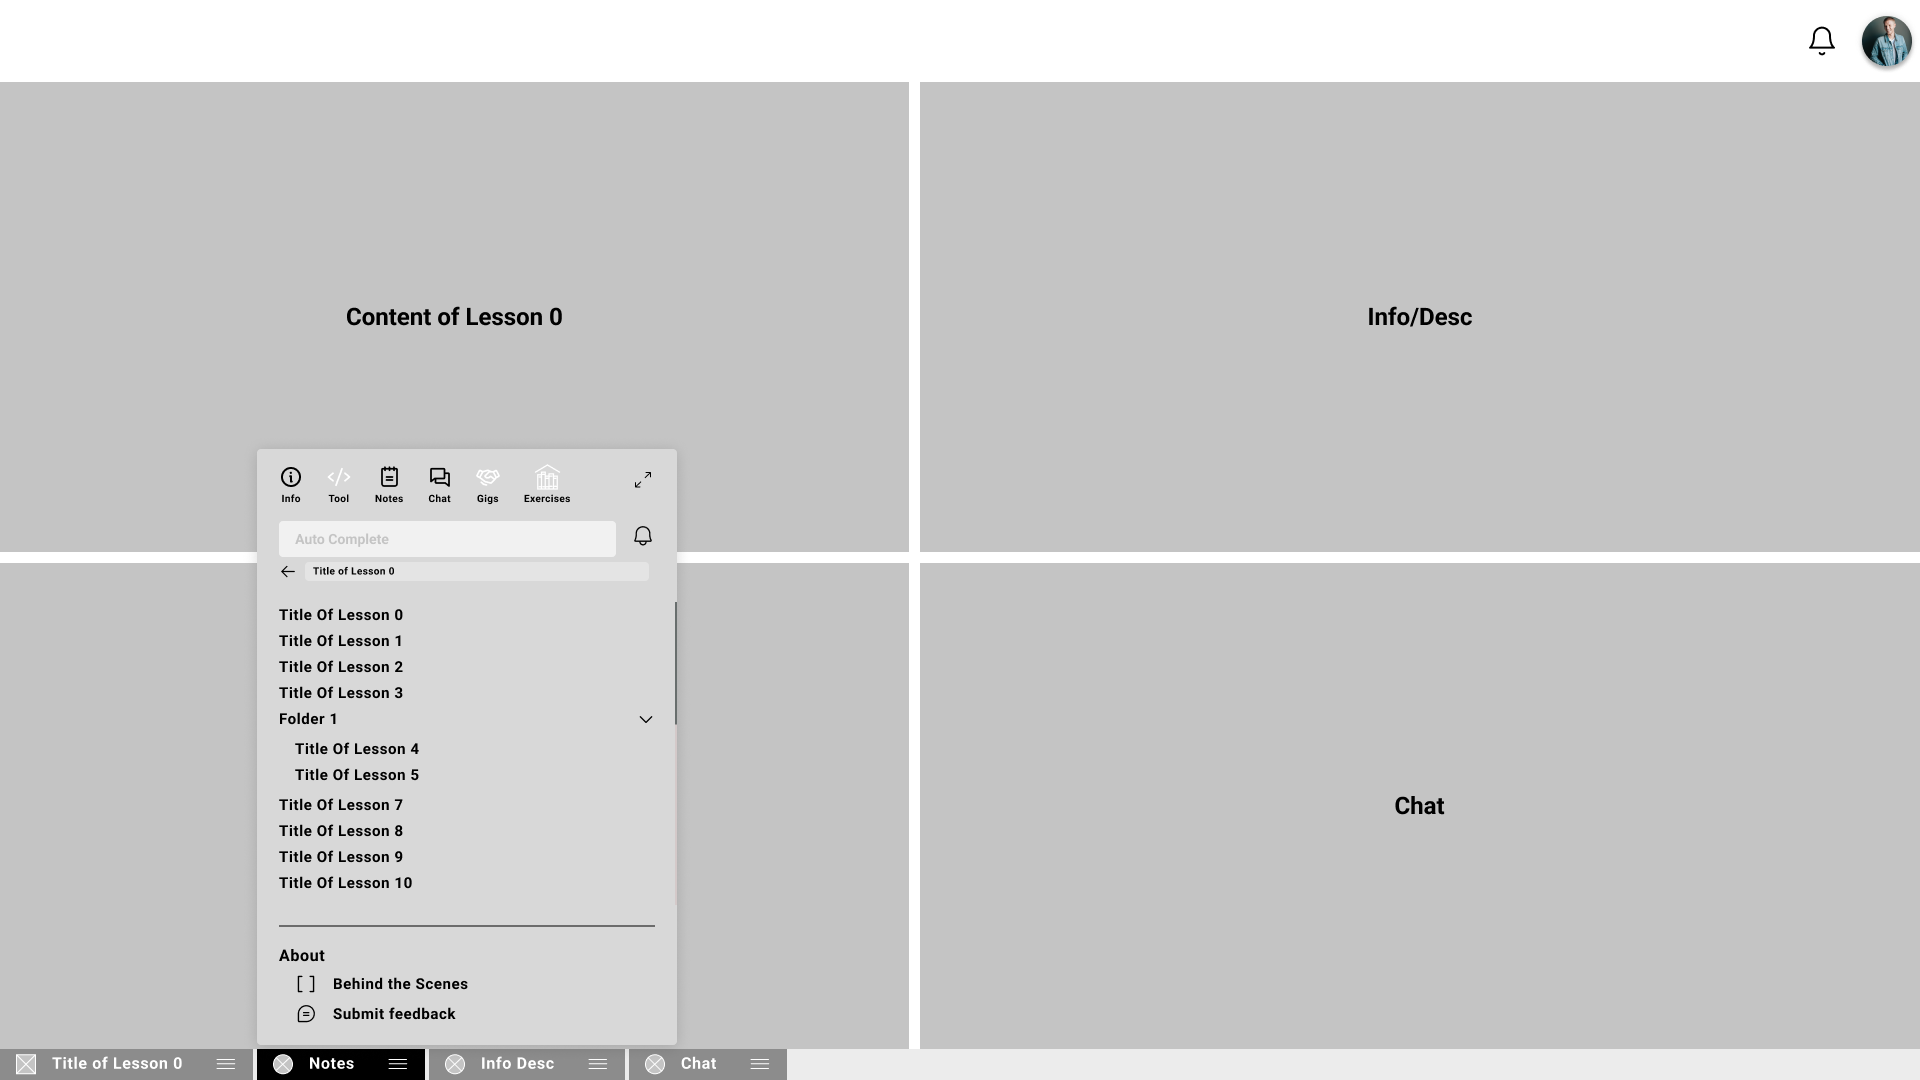 Content of Lesson 0
Info/Desc
Info
Tool
Notes
Chat
Gigs
Exercises
Auto Complete
Title of Lesson 0
Title Of Lesson 0
Title Of Lesson 1
Title Of Lesson 2
Title Of Lesson 3
Folder 1
Title Of Lesson 4
Title Of Lesson 5
Title Of Lesson 7
Title Of Lesson 8
Title Of Lesson 9
Title Of Lesson 10
About
Behind the Scenes
Submit feedback
Chat
Title of Lesson 0
Notes
Info Desc
Chat